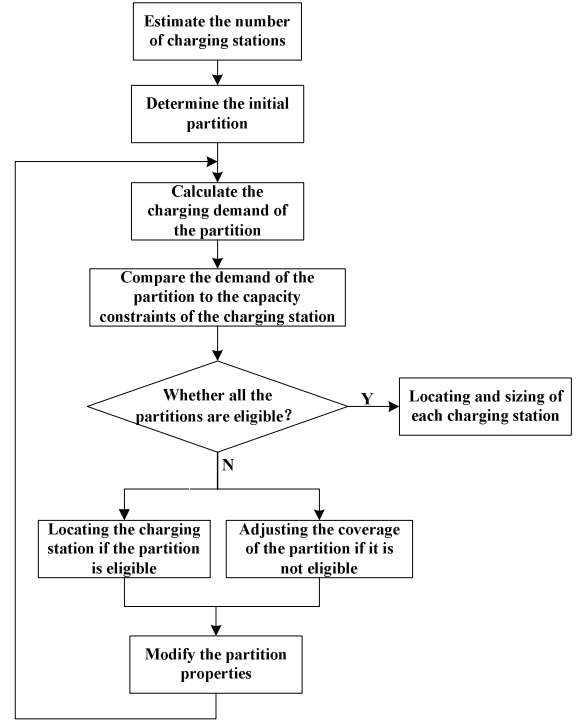 Estimate the number
of charging stations
Determine the initial
partition
Calculate the
charging demand of
the partition
Compare the demand of the
partition to the capacity
constraints of the charging station
Whether all the
partitions are eligible?
Y
Locating and sizing of
each charging station
N
Locating the charging
station if the partition
is eligible
Adjusting the coverage
of the partition if it is
not eligible
Modify the partition
properties